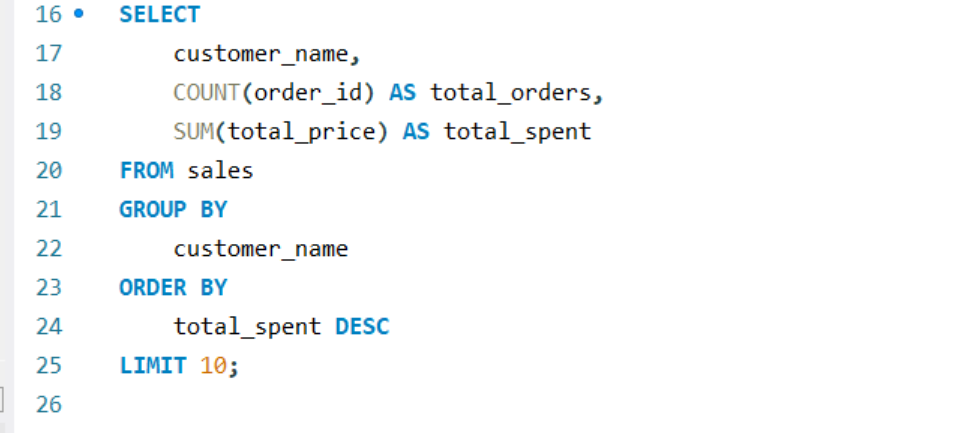 16 SELECT
17 customer_name,
18 COUNT(order_id) AS total_orders,
19 SUM(total_price) AS total_spent
20 FROM sales
21 GROUP BY
22 customer_name
23 ORDER BY
24 total_spent DESC
25 LIMIT 10;
26